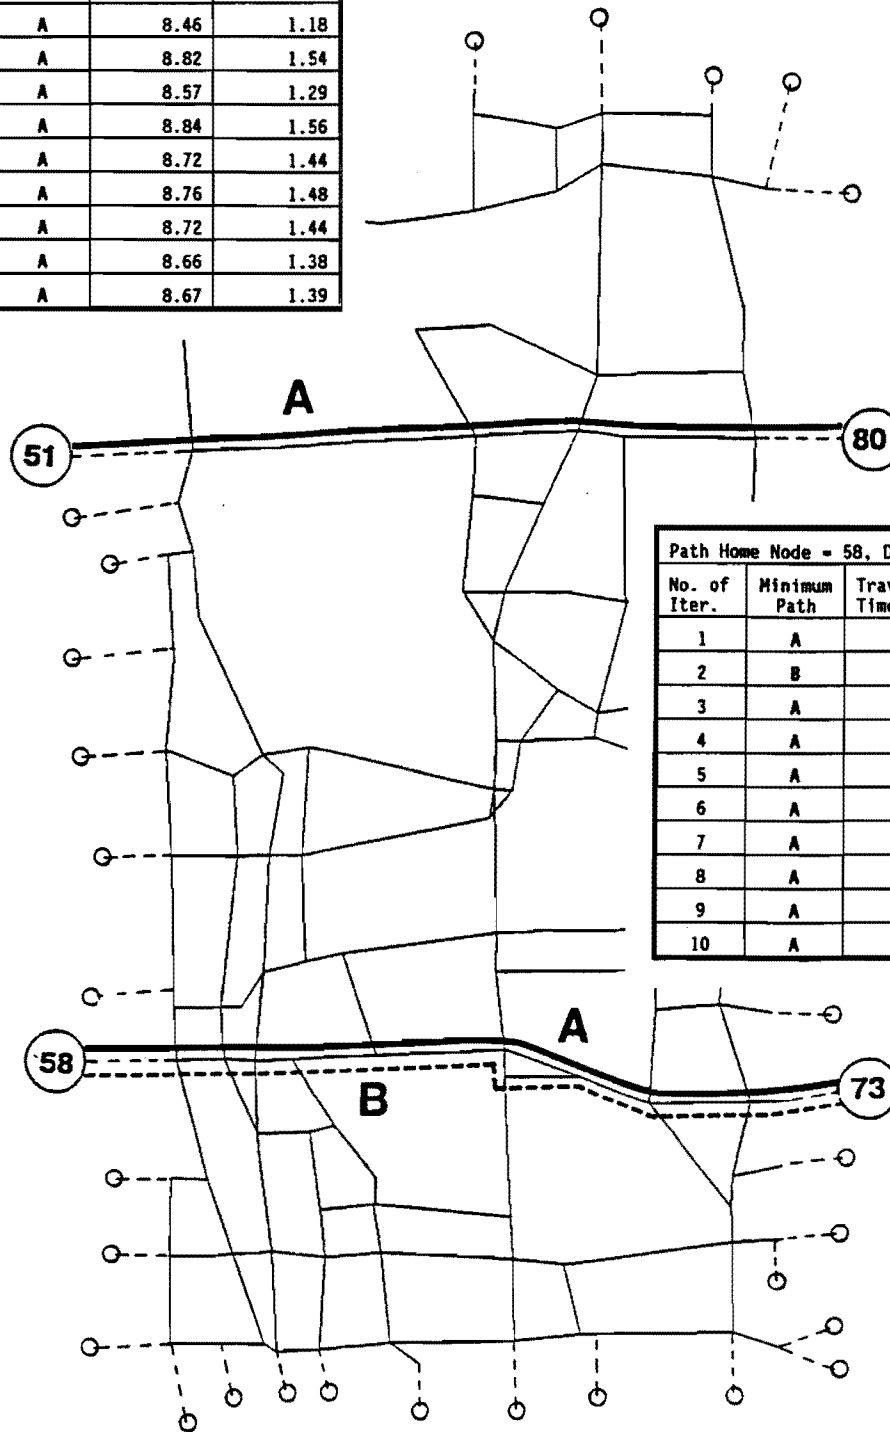 A 8.46 1.18
A 8.82 1.54
A 8.57 1.29
A 8.84 1.56
A 8.72 1.44
A 8.76 1.48
A 8.72 1.44
A 8.66 1.38
A 8.67 1.39
A
51
80
Path Home Node = 58, D
No. of Minimum Trav
Iter. Path Time
1 A
2 B
3 A
4 A
5 A
6 A
7 A
8 A
9 A
10 A
A
58
73
B